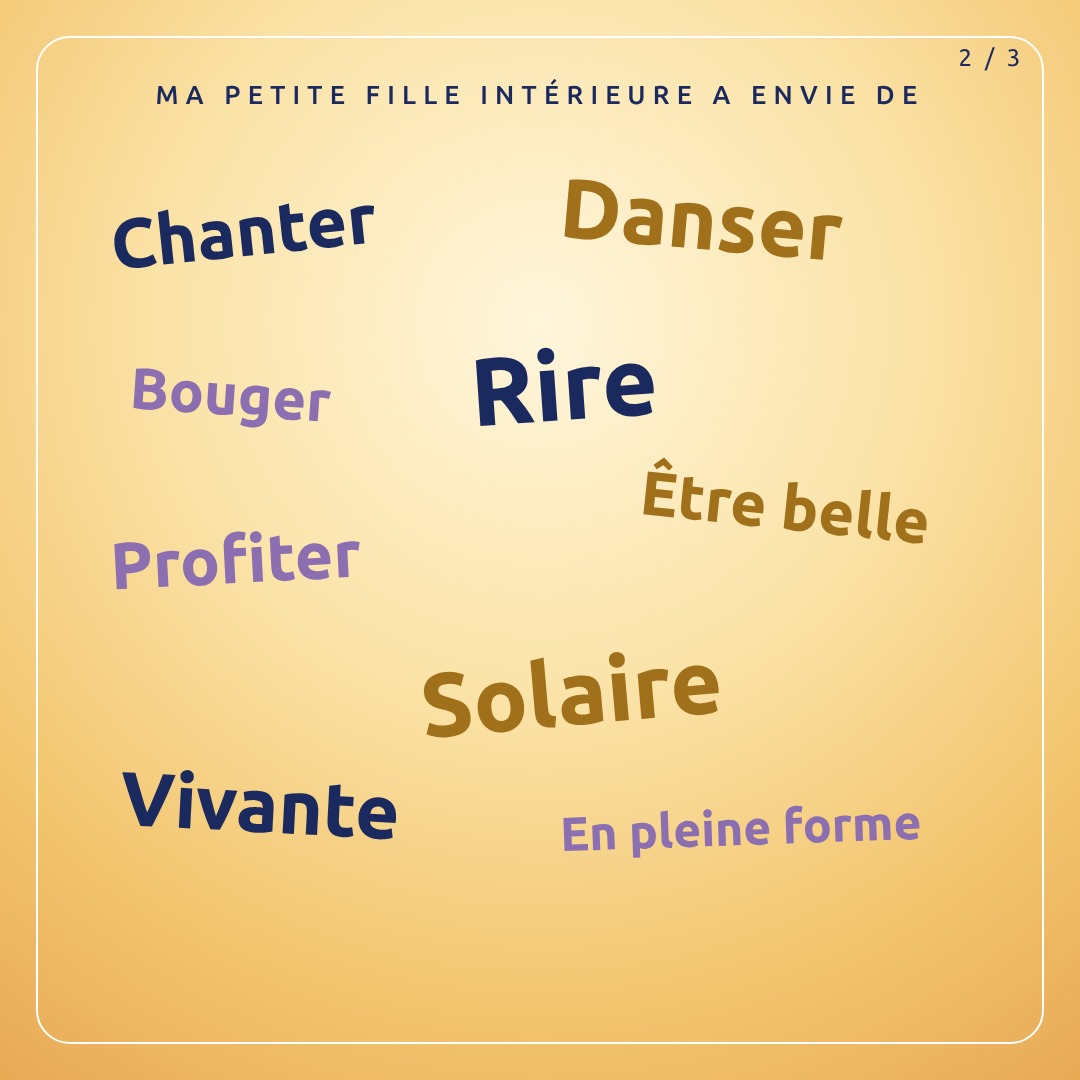 2 / 3
MA PETITE FILLE INTÉRIEURE A ENVIE DE
Chanter
Danser
Bouger
Rire
Être belle
Profiter
Solaire
Vivante
En pleine forme